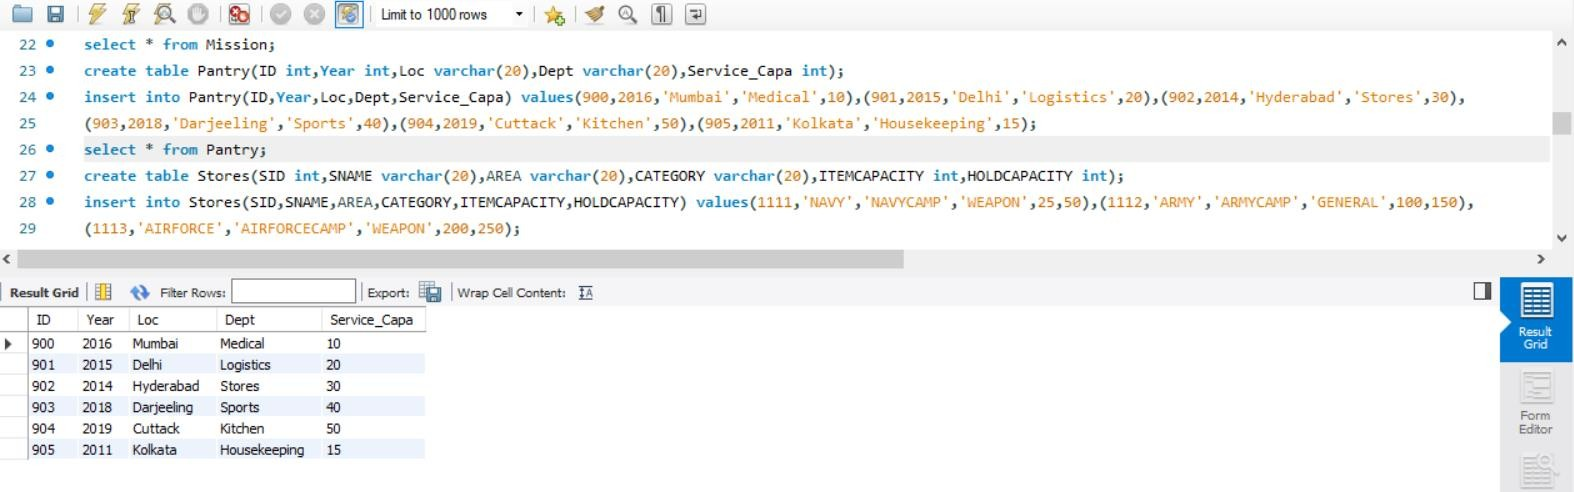 Limit to 1000 rows
22 select * from Mission;
23 create table Pantry(ID int,Year int,Loc varchar(20),Dept varchar(20),Service_Capa int);
24 insert into Pantry(ID,Year,Loc,Dept,Service_Capa) values(900,2016,'Mumbai','Medical',10),(901,2015,'Delhi','Logistics',20),(902,2014,'Hyderabad','Stores',30),
25 (903,2018,'Darjeeling','Sports',40),(904,2019,'Cuttack','Kitchen',50),(905,2011,'Kolkata','Housekeeping',15);
26 select * from Pantry;
27 create table Stores(SID int,SNAME varchar(20),AREA varchar(20),CATEGORY varchar(20),ITEMCAPACITY int,HOLDCAPACITY int);
28 insert into Stores(SID,SNAME,AREA,CATEGORY,ITEMCAPACITY,HOLDCAPACITY) values(1111,'NAVY','NAVYCAMP','WEAPON',25,50),(1112,'ARMY','ARMYCAMP','GENERAL',100,150),
29 (1113,'AIRFORCE','AIRFORCECAMP','WEAPON',200,250);
Result Grid Filter Rows: Export: Wrap Cell Content:
ID Year Loc Dept Service_Capa
900 2016 Mumbai Medical 10
901 2015 Delhi Logistics 20
902 2014 Hyderabad Stores 30
903 2018 Darjeeling Sports 40
904 2019 Cuttack Kitchen 50
905 2011 Kolkata Housekeeping 15
Result
Grid
Form
Editor